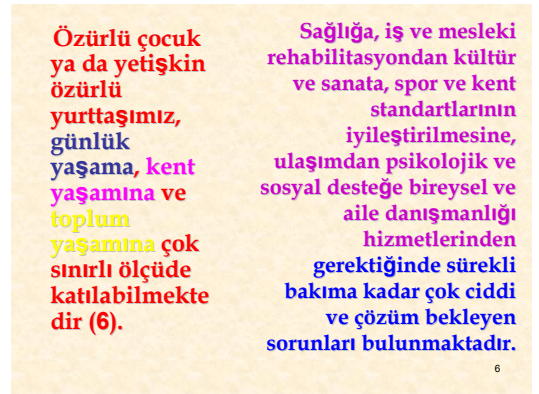 Özürlü çocuk
ya da yetişkin
özürlü
yurttaşımız,
günlük
yaşama, kent
yaşamına ve
toplum
yaşamına çok
sınırlı ölçüde
katılabilmekte
dir (6).
Sağlığa, iş ve mesleki
rehabilitasyondan kültür
ve sanata, spor ve kent
standartlarının
iyileştirilmesine,
ulaşımdan psikolojik ve
sosyal desteğe bireysel ve
aile danışmanlığı
hizmetlerinden
gerektiğinde sürekli
bakıma kadar çok ciddi
ve çözüm bekleyen
sorunları bulunmaktadır.
6